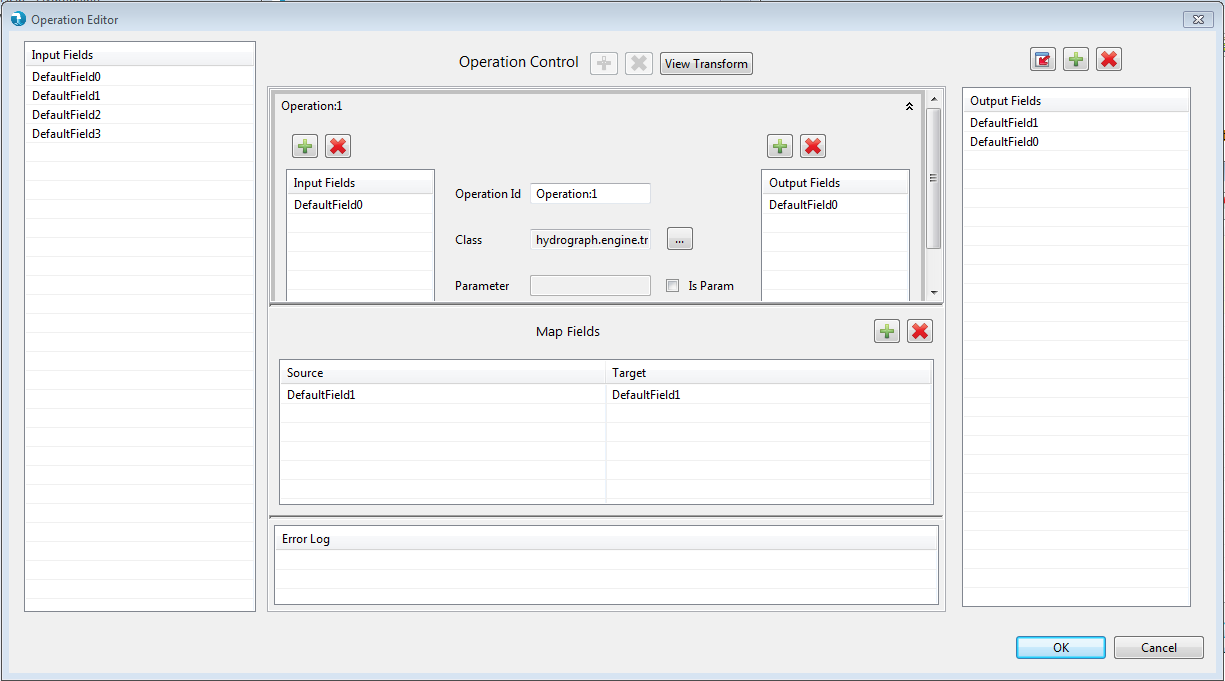 Operation Editor
Input Fields
DefaultField0
DefaultField1
DefaultField2
DefaultField3
Operation Control
View Transform
Operation:1
Input Fields
DefaultField0
Operation Id
Operation:1
Class
hydrograph.engine.tr
...
Parameter
Is Param
Output Fields
DefaultField0
Map Fields
Source Target
DefaultField1 DefaultField1
Error Log
Output Fields
DefaultField1
DefaultField0
OK
Cancel